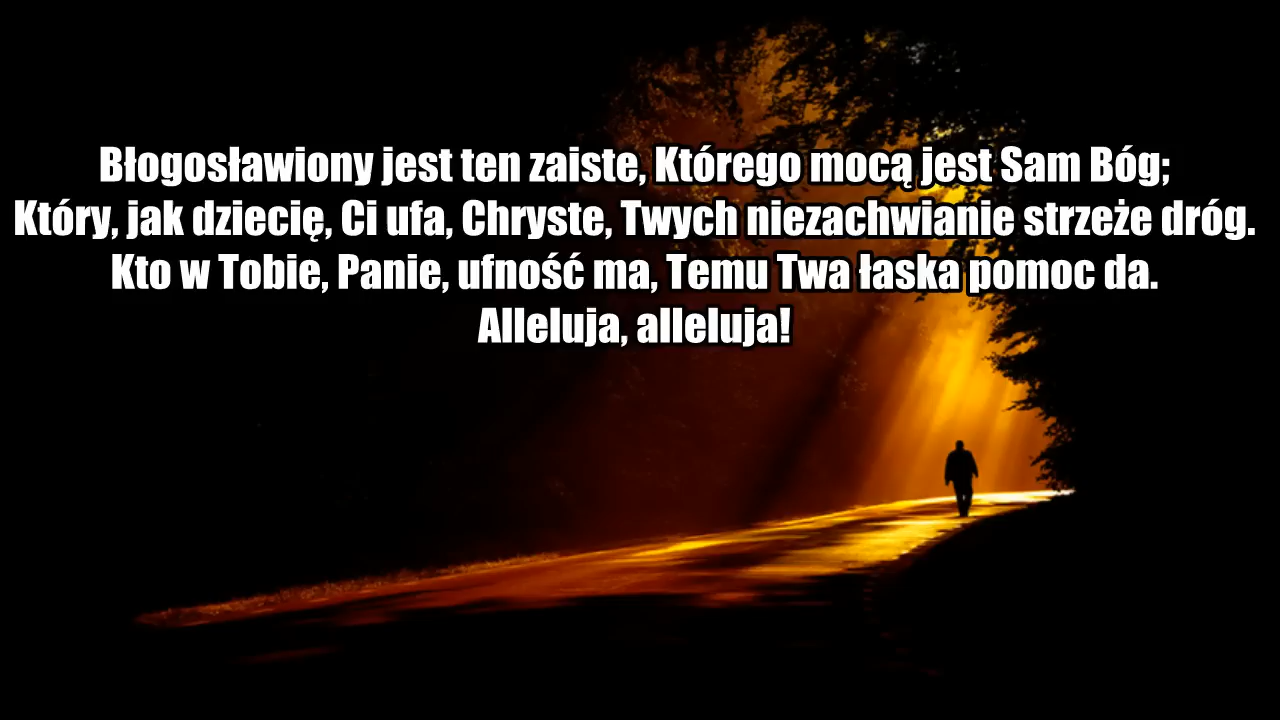 Błogosławiony jest ten zaiste, Którego mocą jest Sam Bóg;
Który, jak dziecię, Ci ufa, Chryste, Twych niezachwianie strzeże dróg.
Kto w Tobie, Panie, ufność ma, Temu Twa łaska pomoc da.
Alleluja, alleluja!